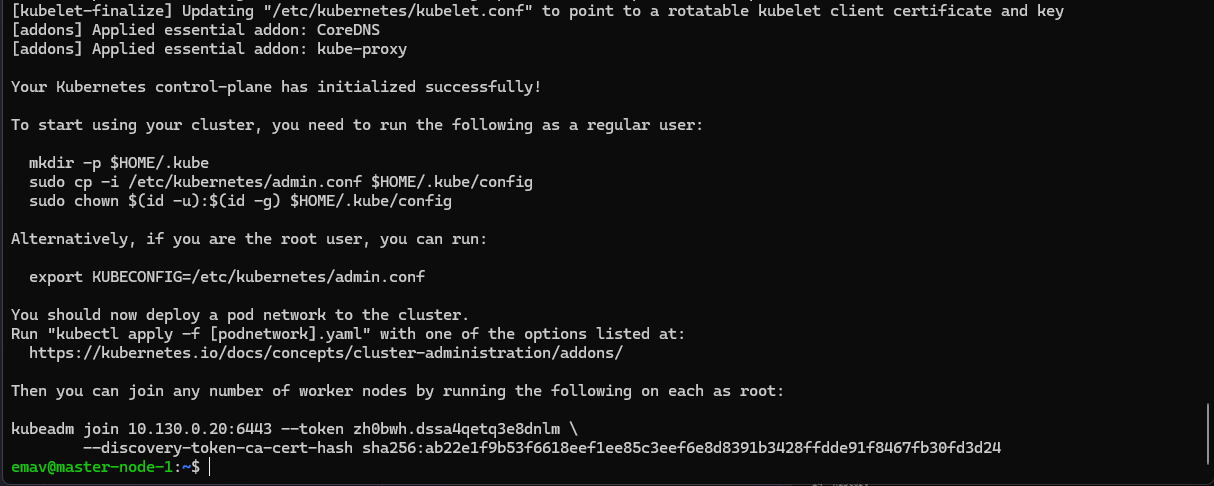 [kubelet-finalize] Updating "/etc/kubernetes/kubelet.conf" to point to a rotatable kubelet client certificate and key
[addons] Applied essential addon: CoreDNS
[addons] Applied essential addon: kube-proxy
Your Kubernetes control-plane has initialized successfully!
To start using your cluster, you need to run the following as a regular user:
mkdir -p $HOME/.kube
sudo cp -i /etc/kubernetes/admin.conf $HOME/.kube/config
sudo chown $(id -u):$(id -g) $HOME/.kube/config
Alternatively, if you are the root user, you can run:
export KUBECONFIG=/etc/kubernetes/admin.conf
You should now deploy a pod network to the cluster.
Run "kubectl apply -f [podnetwork].yaml" with one of the options listed at:
https://kubernetes.io/docs/concepts/cluster-administration/addons/
Then you can join any number of worker nodes by running the following on each as root:
kubeadm join 10.130.0.20:6443 --token zh0bwh.dssa4qetq3e8dnlm \
--discovery-token-ca-cert-hash sha256:ab22e1f9b53f6618eef1ee85c3eef6e8d8391b3428ffdde91f8467fb30fd3d24
emav@master-node-1:~$